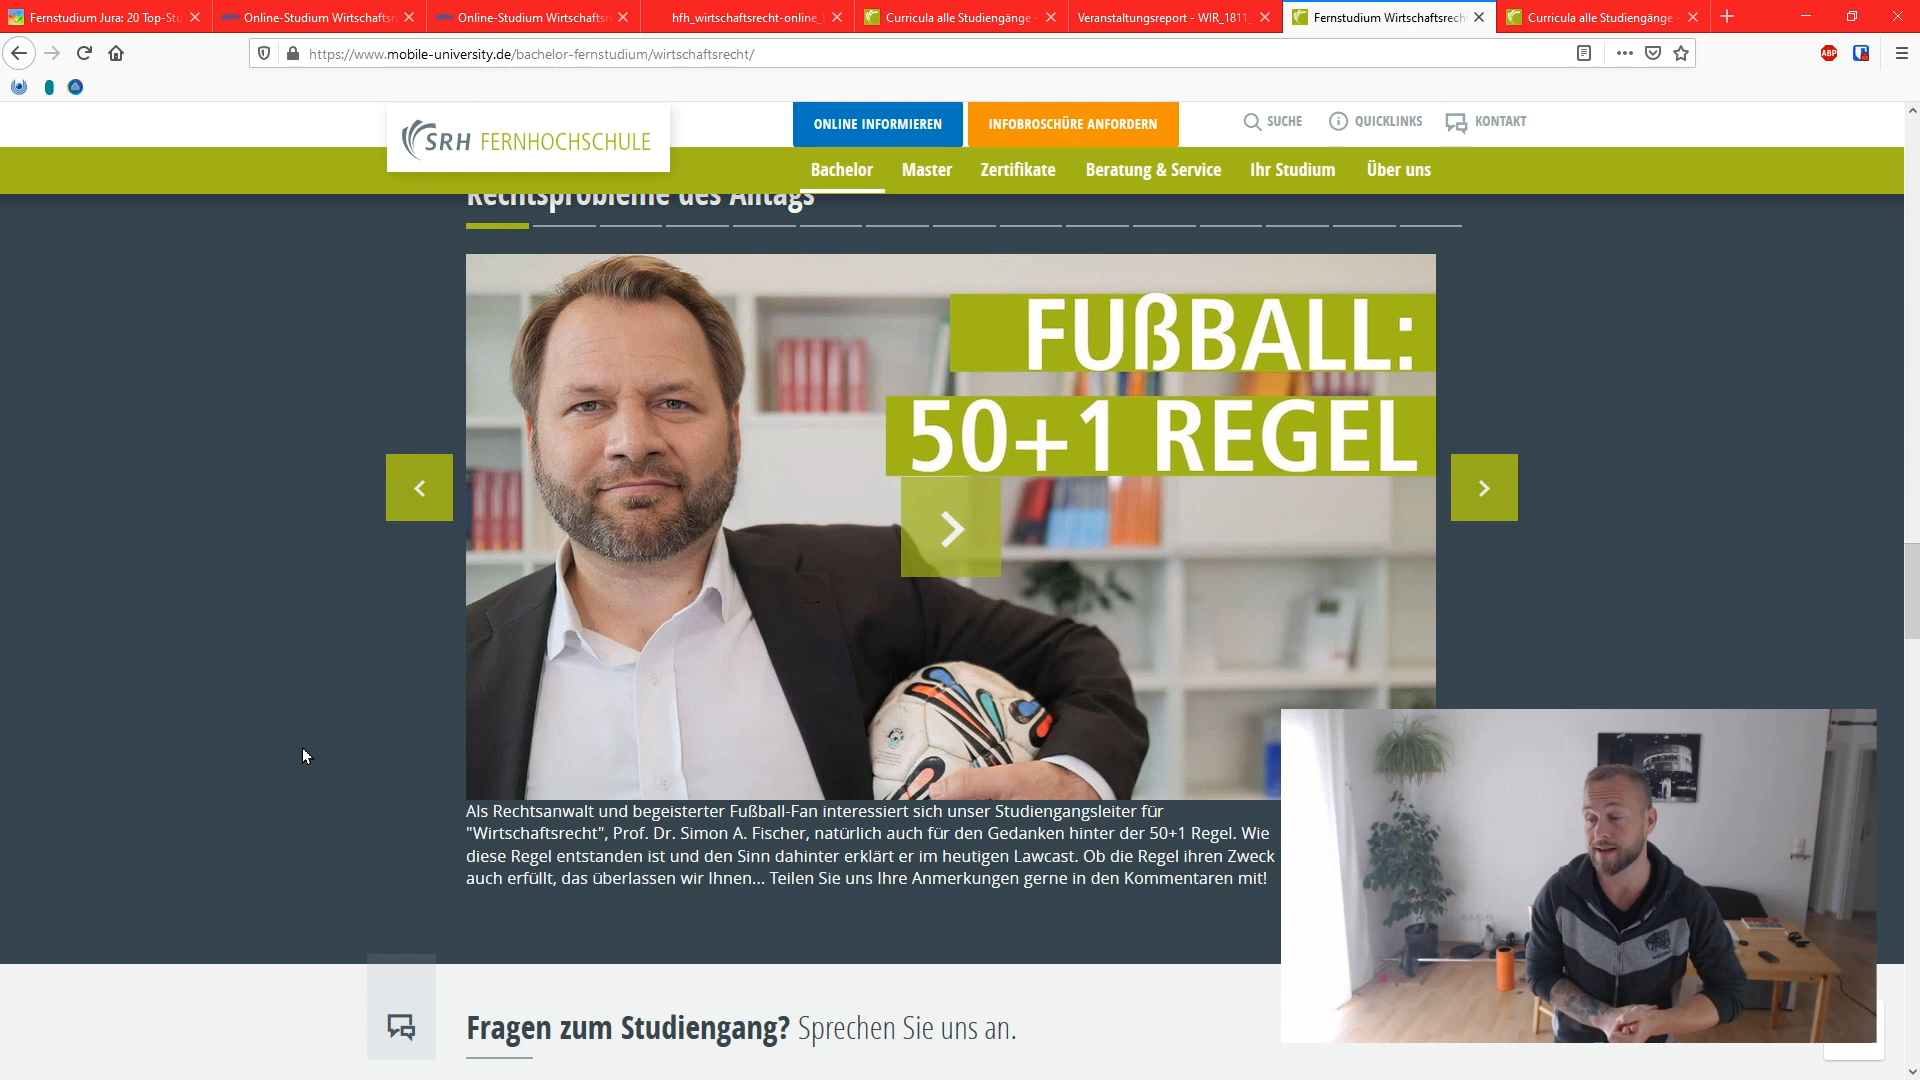 Fernstudium Jura: 20 Top-Stu
Online-Studium Wirtschaftsr
Online-Studium Wirtschaftsr
hfh_wirtschaftsrecht-online_
Curricula alle Studiengänge -
Veranstaltungsreport - WIR_1811_
Fernstudium Wirtschaftsrech
Curricula alle Studiengänge -
https://www.mobile-university.de/bachelor-fernstudium/wirtschaftsrecht/
ABP
SRH FERNHOCHSCHULE
ONLINE INFORMIEREN
INFOBROSCHÜRE ANFORDERN
SUCHE
QUICKLINKS
KONTAKT
Bachelor
Master
Zertifikate
Beratung & Service
Ihr Studium
Über uns
Rechtsprobleme des Alltags
FUßBALL:
50+1 REGEL
Als Rechtsanwalt und begeisterter Fußball-Fan interessiert sich unser Studiengangsleiter für
"Wirtschaftsrecht", Prof. Dr. Simon A. Fischer, natürlich auch für den Gedanken hinter der 50+1 Regel. Wie
diese Regel entstanden ist und den Sinn dahinter erklärt er im heutigen Lawcast. Ob die Regel ihren Zweck
auch erfüllt, das überlassen wir Ihnen... Teilen Sie uns Ihre Anmerkungen gerne in den Kommentaren mit!
Fragen zum Studiengang? Sprechen Sie uns an.